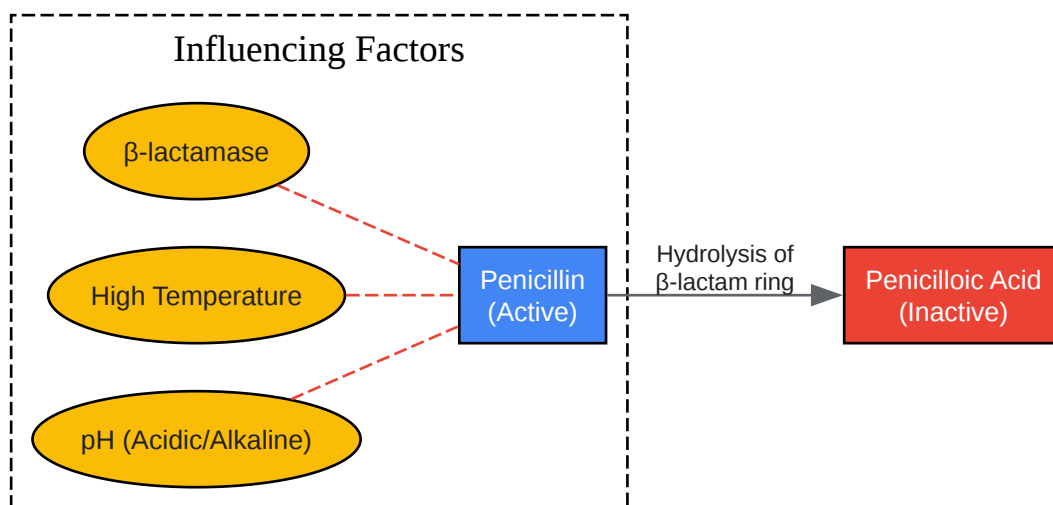 Influencing Factors
β-lactamase
High Temperature
pH (Acidic/Alkaline)
Penicillin
(Active)
Hydrolysis of
β-lactam ring
Penicilloic Acid
(Inactive)